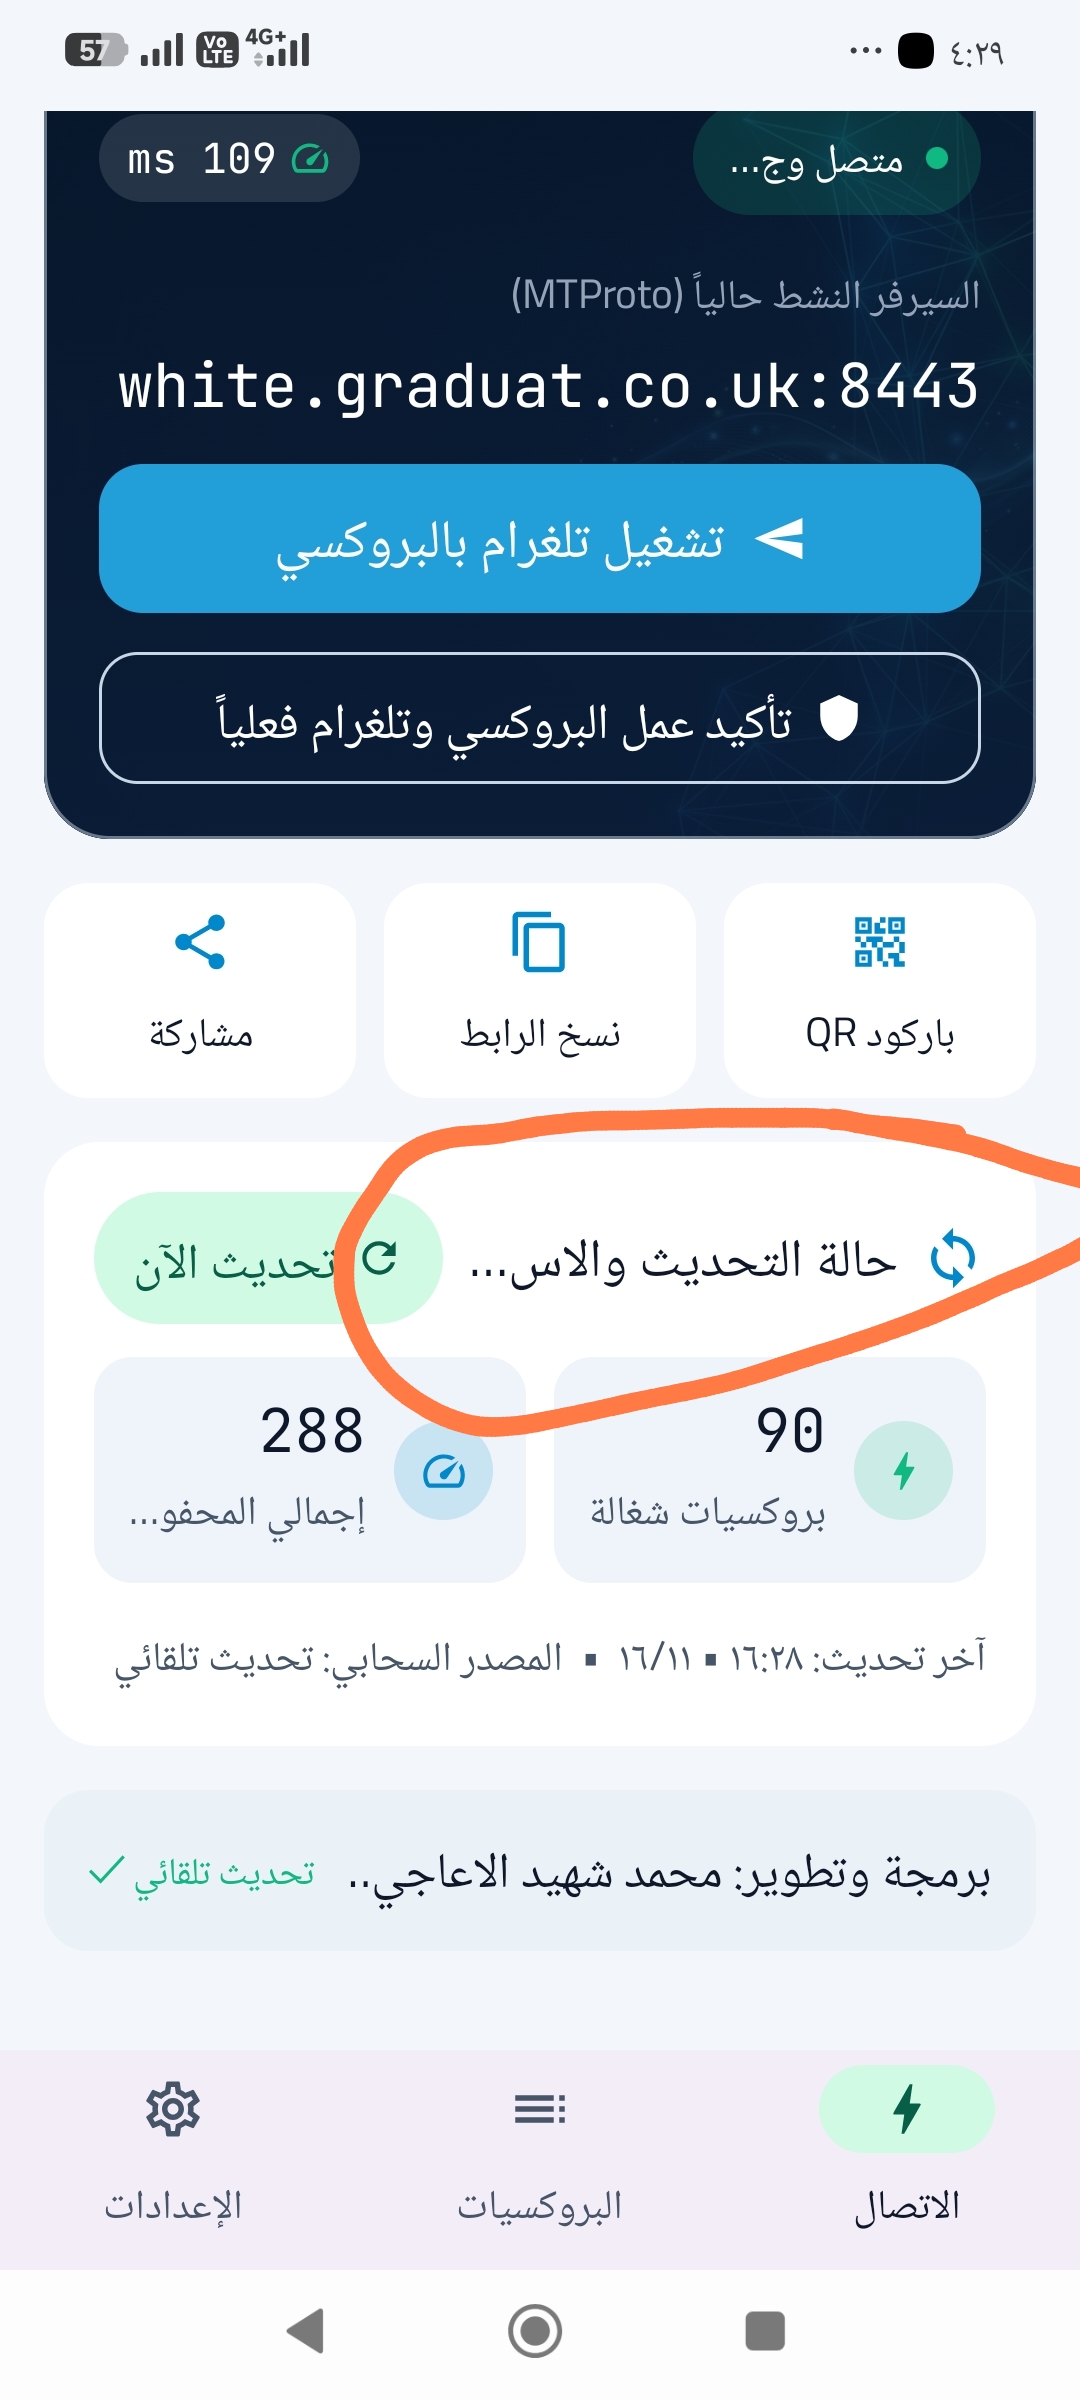 57 Vo LTE 4G+ ... ٤:٢٩
متصل وج...
109 ms
السيرفر النشط حالياً (MTProto)
white.graduat.co.uk:8443
تشغيل تلغرام بالبروكسي
تأكيد عمل البروكسي وتلغرام فعلياً
باركود QR
نسخ الرابط
مشاركة
حالة التحديث والاس...
تحديث الآن
90
بروكسيات شغالة
288
إجمالي المحفو...
آخر تحديث: ١٦:٢٨ ▪ ١٦/١١ ▪ المصدر السحابي: تحديث تلقائي
برمجة وتطوير: محمد شهيد الاعاجي..
تحديث تلقائي
الاتصال
البروكسيات
الإعدادات